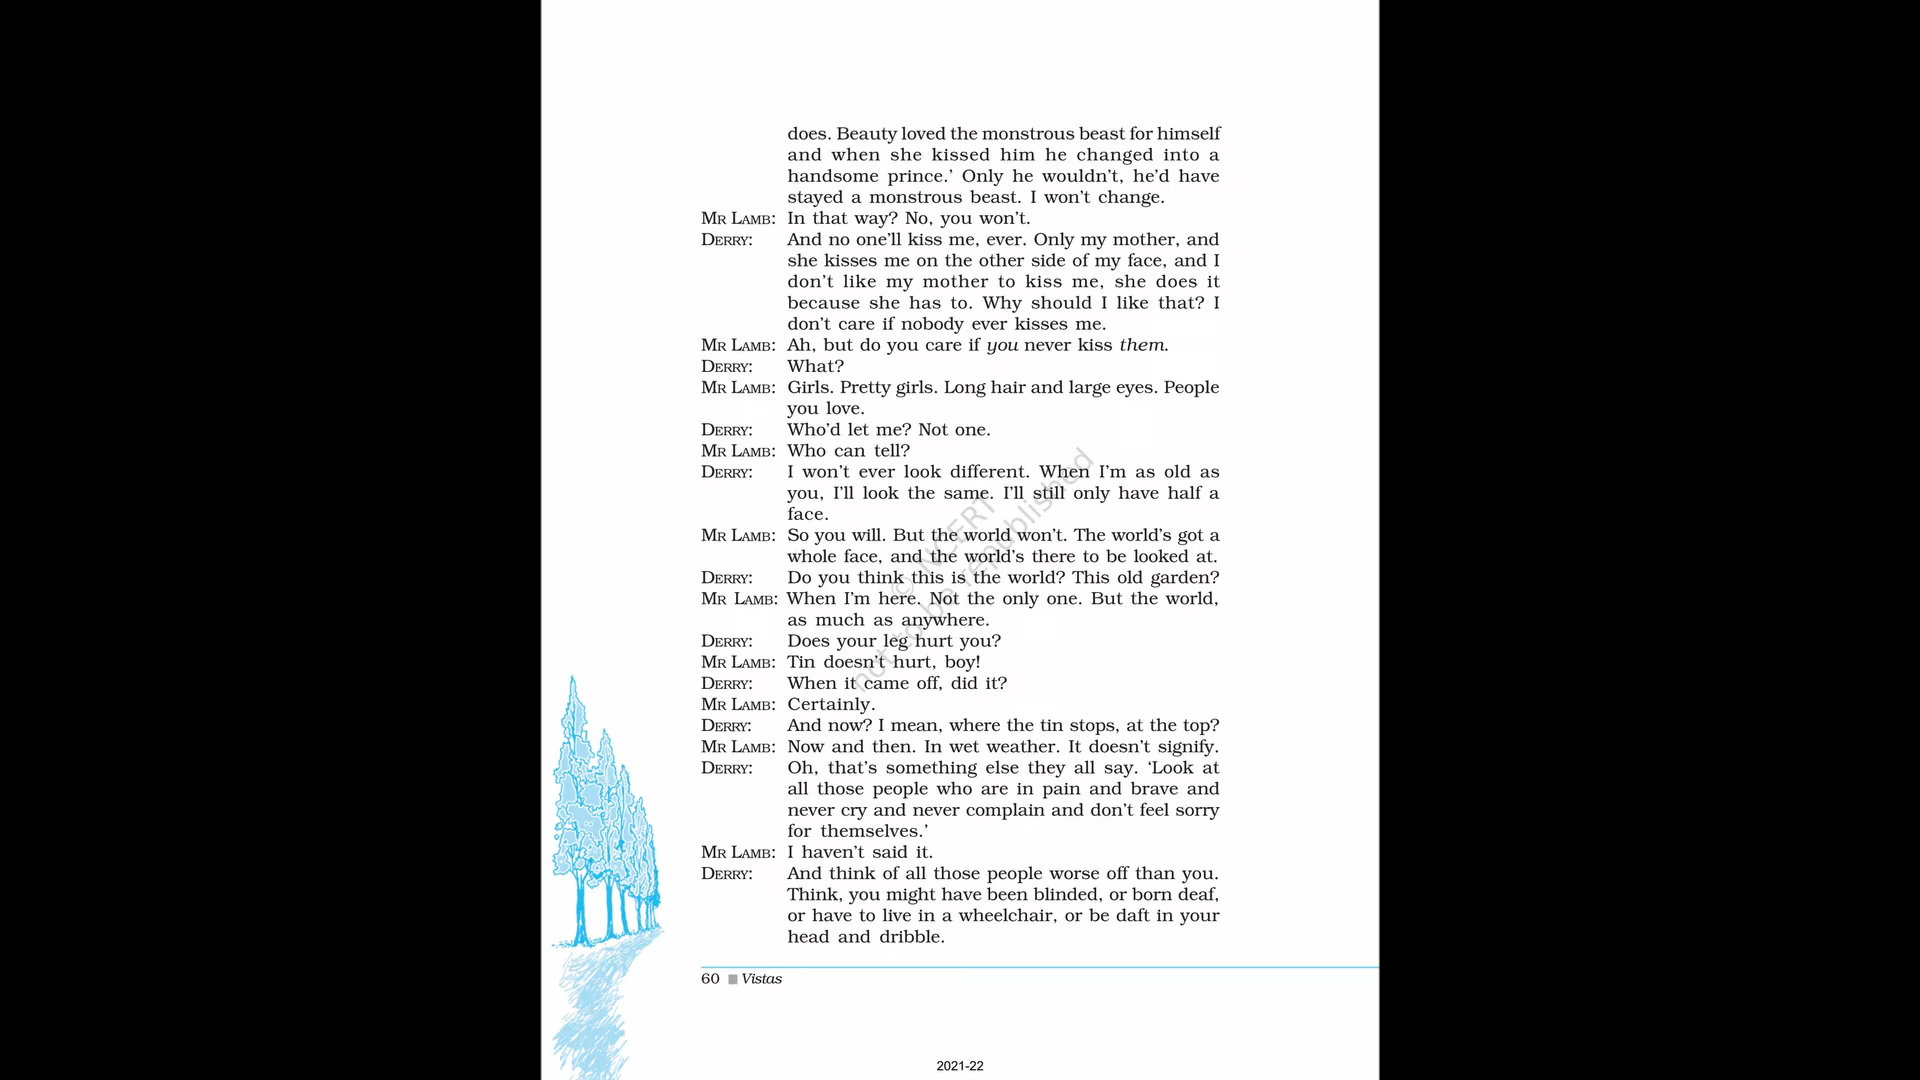 does. Beauty loved the monstrous beast for himself
and when she kissed him he changed into a
handsome prince.’ Only he wouldn’t, he’d have
stayed a monstrous beast. I won’t change.
MR LAMB: In that way? No, you won’t.
DERRY: And no one’ll kiss me, ever. Only my mother, and
she kisses me on the other side of my face, and I
don’t like my mother to kiss me, she does it
because she has to. Why should I like that? I
don’t care if nobody ever kisses me.
MR LAMB: Ah, but do you care if you never kiss them.
DERRY: What?
MR LAMB: Girls. Pretty girls. Long hair and large eyes. People
you love.
DERRY: Who’d let me? Not one.
MR LAMB: Who can tell?
DERRY: I won’t ever look different. When I’m as old as
you, I’ll look the same. I’ll still only have half a
face.
MR LAMB: So you will. But the world won’t. The world’s got a
whole face, and the world’s there to be looked at.
DERRY: Do you think this is the world? This old garden?
MR LAMB: When I’m here. Not the only one. But the world,
as much as anywhere.
DERRY: Does your leg hurt you?
MR LAMB: Tin doesn’t hurt, boy!
DERRY: When it came off, did it?
MR LAMB: Certainly.
DERRY: And now? I mean, where the tin stops, at the top?
MR LAMB: Now and then. In wet weather. It doesn’t signify.
DERRY: Oh, that’s something else they all say. ‘Look at
all those people who are in pain and brave and
never cry and never complain and don’t feel sorry
for themselves.’
MR LAMB: I haven’t said it.
DERRY: And think of all those people worse off than you.
Think, you might have been blinded, or born deaf,
or have to live in a wheelchair, or be daft in your
head and dribble.
60 ■ Vistas
2021-22
© NCERT
not to be republished